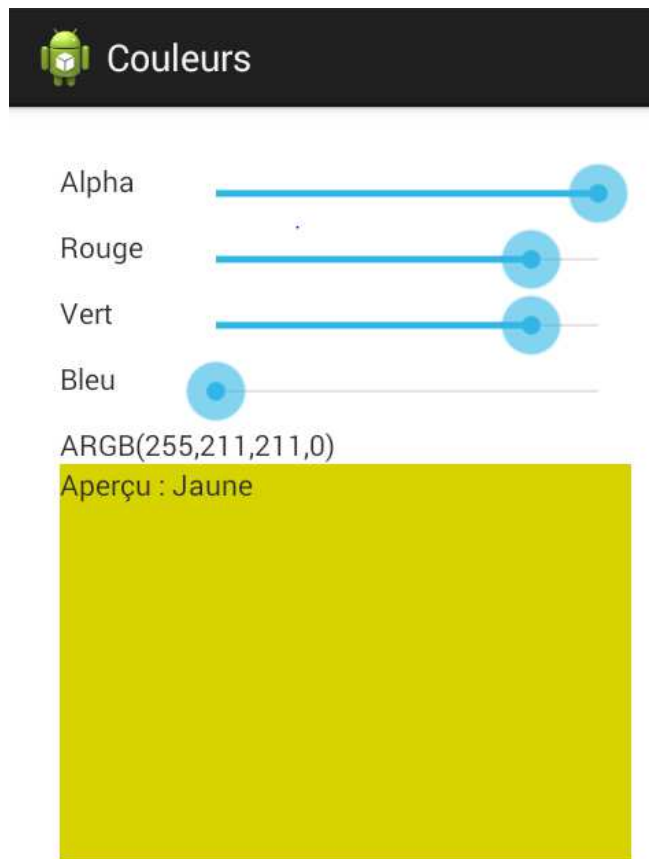 Couleurs
Alpha
Rouge
Vert
Bleu
ARGB(255,211,211,0)
Aperçu : Jaune